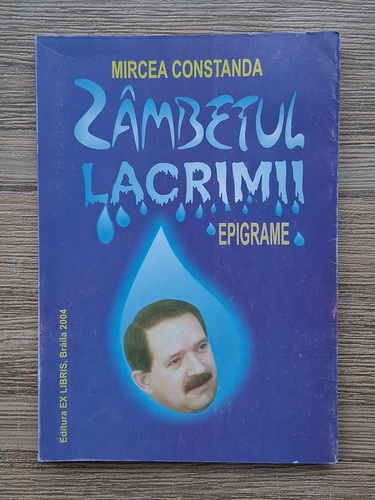 MIRCEA CONSTANDA
ZÂMBETUL
LACRIMII
EPIGRAME
Editura EX LIBRIS, Brăila 2004